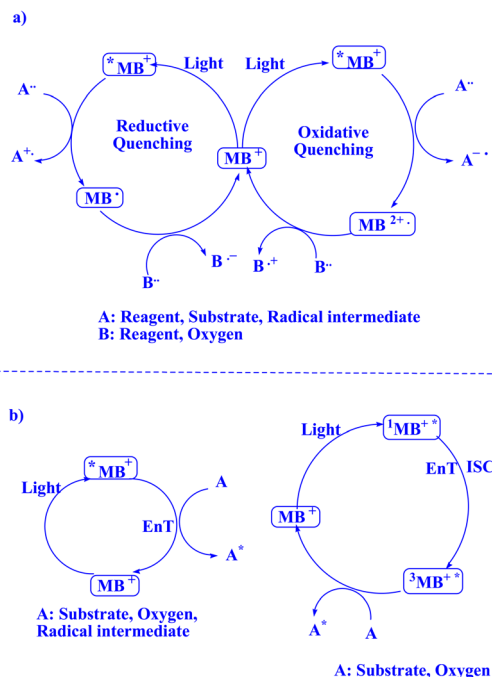 a)
*MB+
Light
Light
*MB+
A··
A··
Reductive
Quenching
Oxidative
Quenching
MB+
A+·
A−·
MB·
MB2+·
B·−
B·+
B··
B··
A: Reagent, Substrate, Radical intermediate
B: Reagent, Oxygen
b)
Light
1MB+*
*MB+
Light
A
EnT
ISC
EnT
MB+
A*
MB+
3MB+*
A: Substrate, Oxygen,
Radical intermediate
A*
A
A: Substrate, Oxygen